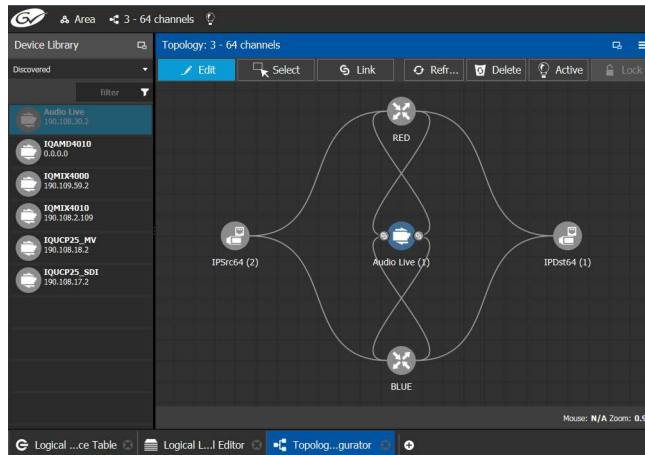 GV Area 3 - 64 channels
Device Library
Topology: 3 - 64 channels
Discovered
Edit Select Link Refr... Delete Active Lock
filter
Audio Live
190.108.30.2
IQAMD4010
0.0.0.0
IQMIX4000
190.109.59.2
IQMIX4010
190.108.2.109
IQUCP25_MV
190.108.18.2
IQUCP25_SDI
190.108.17.2
RED
IPSrc64 (2)
Audio Live (1)
IPDst64 (1)
BLUE
Mouse: N/A Zoom: 0.9
Logical ...ce Table
Logical L...l Editor
Topolog...gurator